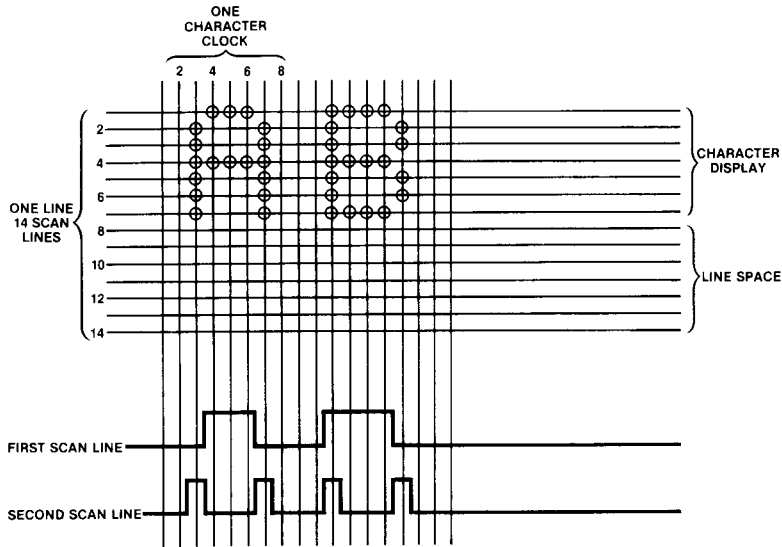 ONE
CHARACTER
CLOCK
2 4 6 8
2
4
6
8
10
12
14
ONE LINE
14 SCAN
LINES
CHARACTER
DISPLAY
LINE SPACE
FIRST SCAN LINE
SECOND SCAN LINE